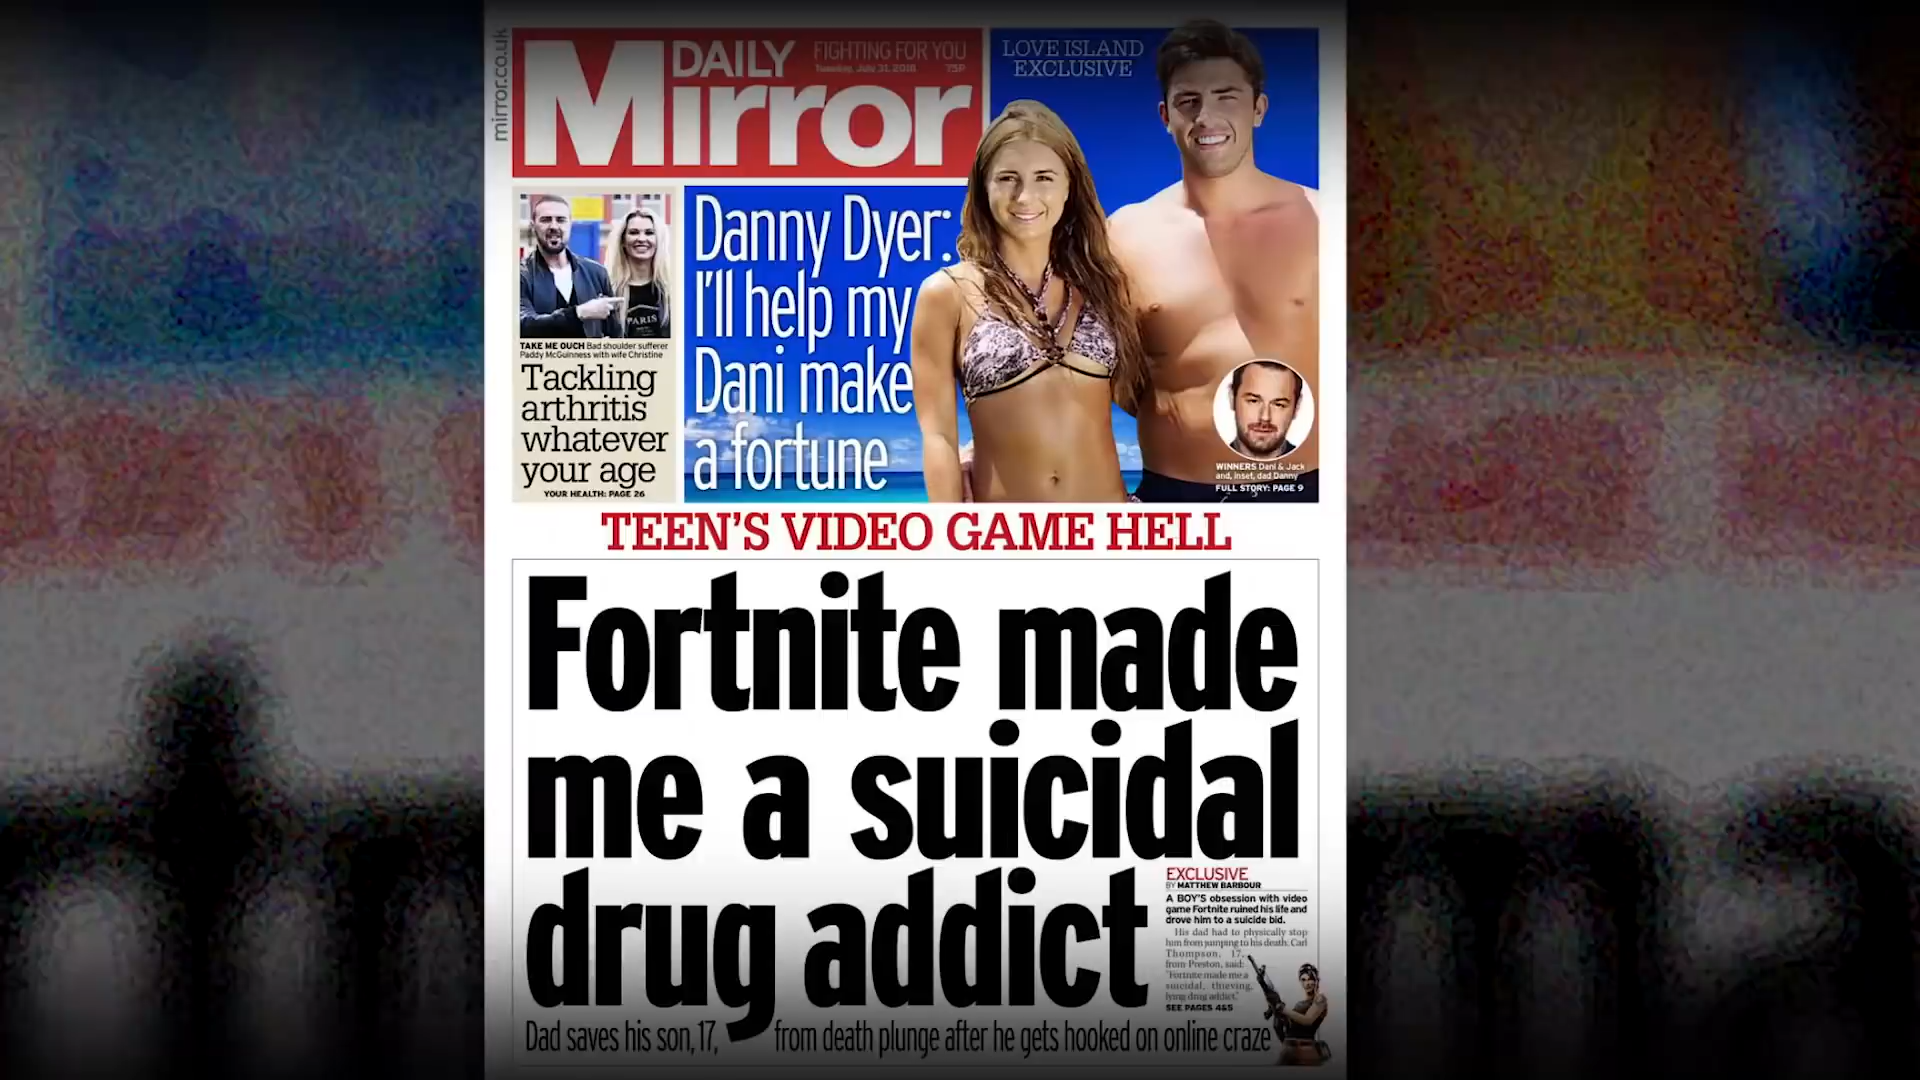 mirror.co.uk
DAILY
Mirror
FIGHTING FOR YOU
Tuesday, July 31, 2018 75P
LOVE ISLAND
EXCLUSIVE
TAKE ME OUCH Bad shoulder sufferer
Paddy McGuinness with wife Christine
Tackling
arthritis
whatever
your age
YOUR HEALTH: PAGE 26
PARIS
Danny Dyer:
I'll help my
Dani make
a fortune
WINNERS Dani & Jack
and, inset, dad Danny
FULL STORY: PAGE 9
TEEN'S VIDEO GAME HELL
Fortnite made
me a suicidal
drug addict
EXCLUSIVE
BY MATTHEW BARBOUR
A BOY'S obsession with video
game Fortnite ruined his life and
drove him to a suicide bid.
His dad had to physically stop
him from jumping to his death. Carl
Thompson, 17,
from Preston, said:
"Fortnite made me a
suicidal, thieving,
lying drug addict."
SEE PAGES 4&5
Dad saves his son, 17, from death plunge after he gets hooked on online craze